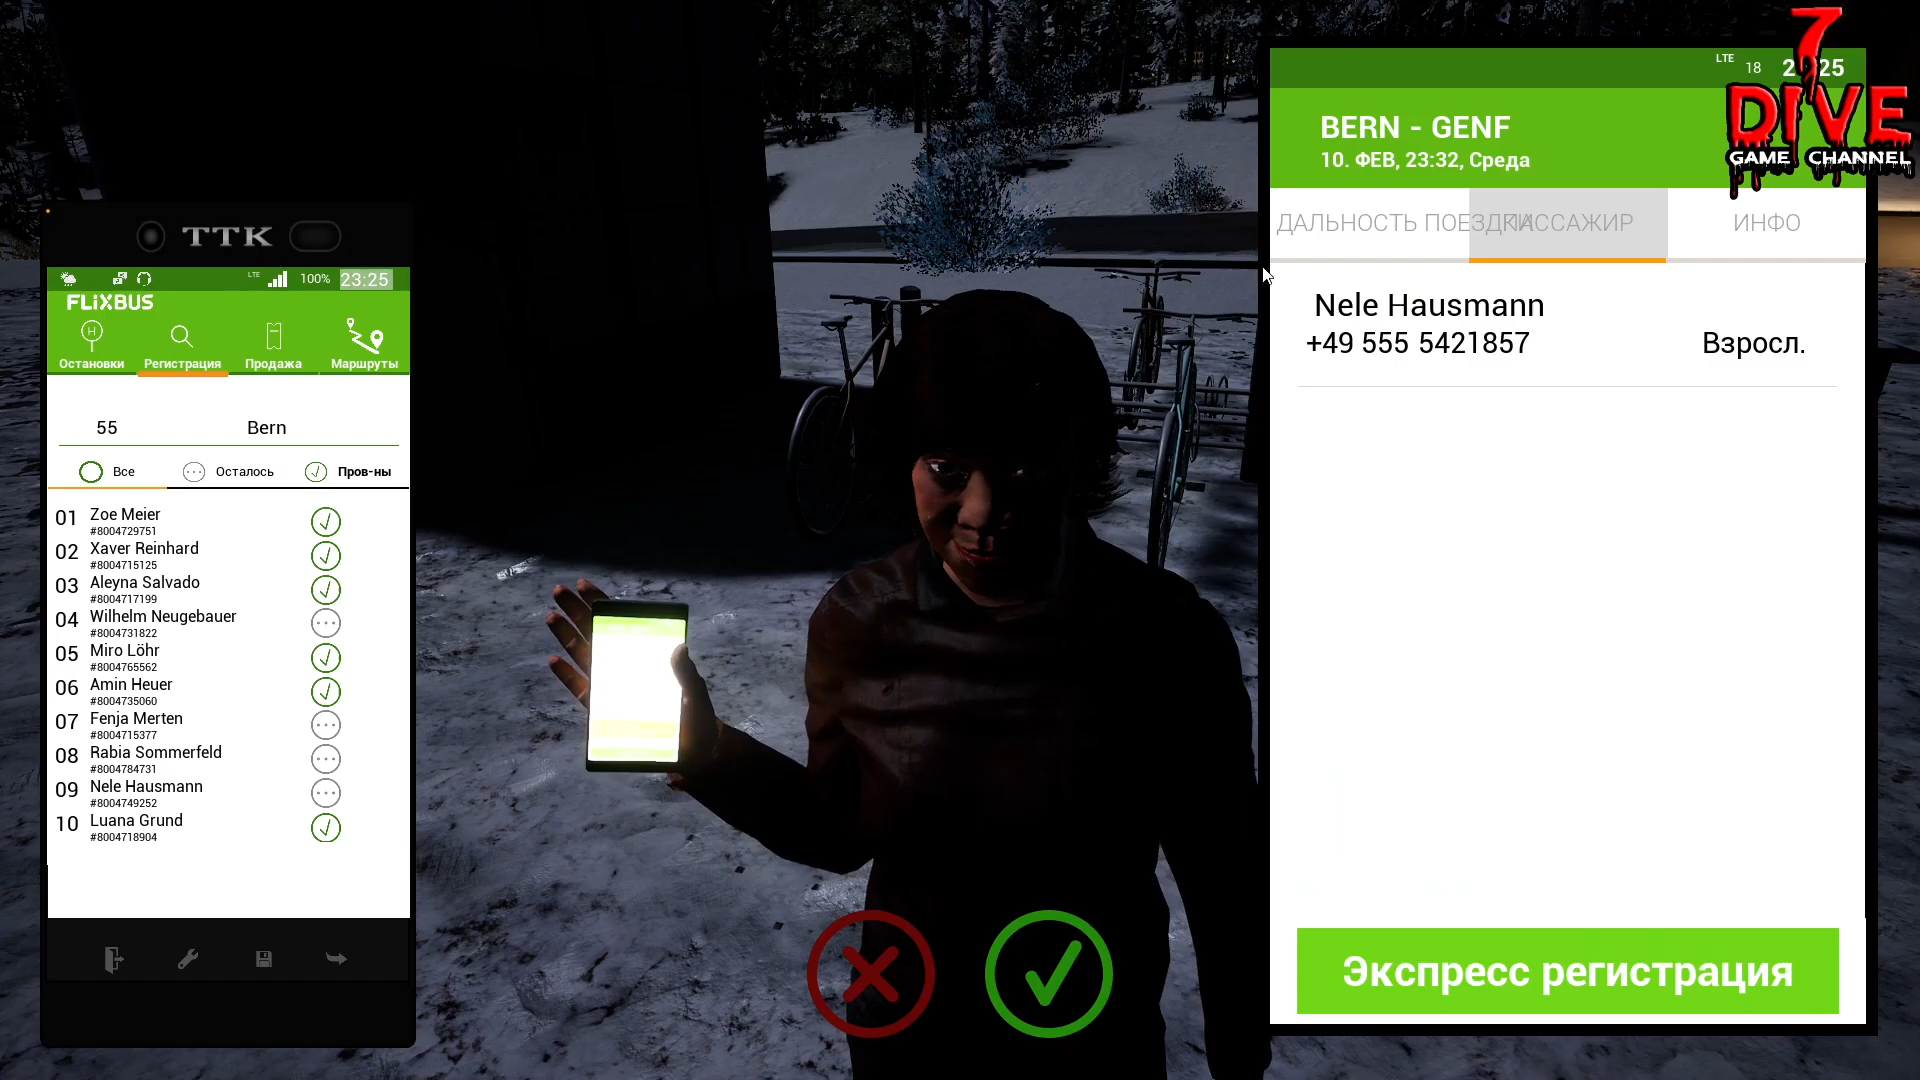 TTK
LTE
100%
23:25
FLiXBUS
H
Остановки
Регистрация
Продажа
Маршруты
55
Bern
Все
Осталось
Пров-ны
01 Zoe Meier
#8004729751
02 Xaver Reinhard
#8004715125
03 Aleyna Salvado
#8004717199
04 Wilhelm Neugebauer
#8004731822
05 Miro Löhr
#8004765562
06 Amin Heuer
#8004735060
07 Fenja Merten
#8004715377
08 Rabia Sommerfeld
#8004784731
09 Nele Hausmann
#8004749252
10 Luana Grund
#8004718904
LTE
18
7
DIVE
GAME CHANNEL
BERN - GENF
10. ФЕВ, 23:32, Среда
ДАЛЬНОСТЬ ПОЕЗДКИ
ПАССАЖИР
ИНФО
Nele Hausmann
+49 555 5421857
Взросл.
Экспресс регистрация